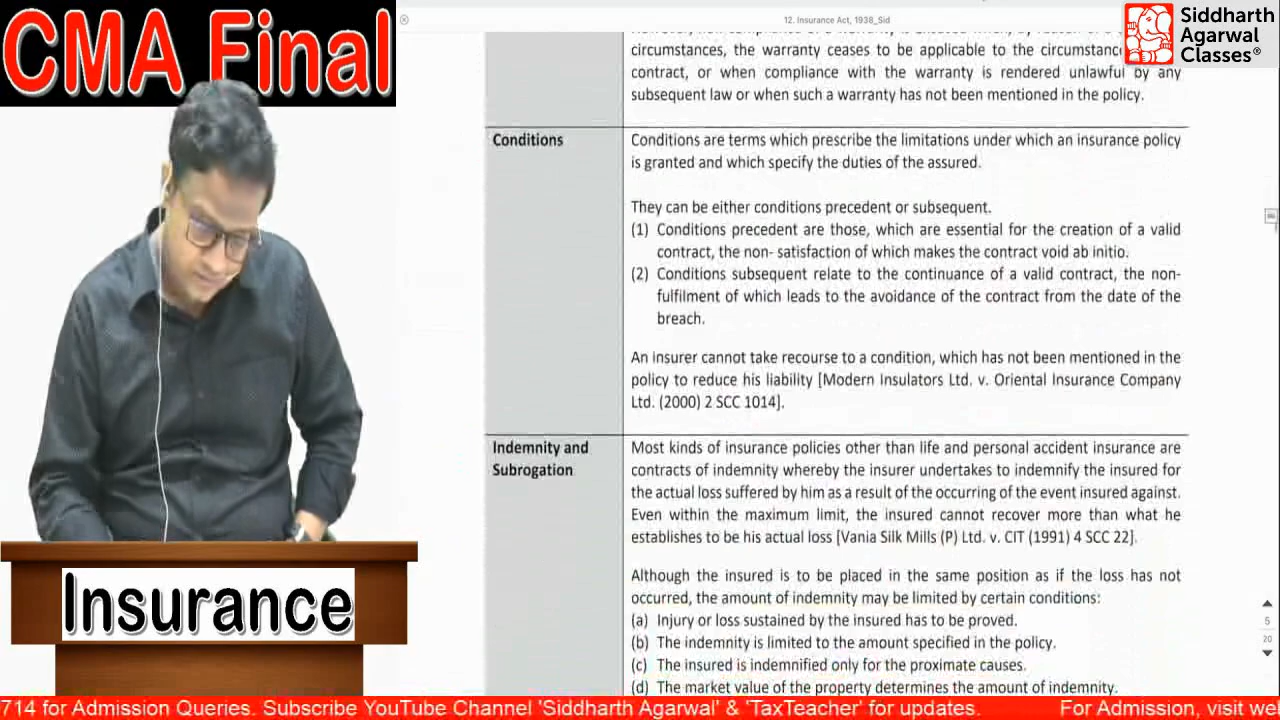 CMA Final
12. Insurance Act, 1938_Sid
Siddharth
Agarwal
Classes®
circumstances, the warranty ceases to be applicable to the
contract, or when compliance with the warranty is rendered unlawful by any
subsequent law or when such a warranty has not been mentioned in the policy.
Conditions
Conditions are terms which prescribe the limitations under which an insurance policy
is granted and which specify the duties of the assured.
They can be either conditions precedent or subsequent.
(1) Conditions precedent are those, which are essential for the creation of a valid
contract, the non- satisfaction of which makes the contract void ab initio.
(2) Conditions subsequent relate to the continuance of a valid contract, the non-
fulfilment of which leads to the avoidance of the contract from the date of the
breach.
An insurer cannot take recourse to a condition, which has not been mentioned in the
policy to reduce his liability [Modern Insulators Ltd. v. Oriental Insurance Company
Ltd. (2000) 2 SCC 1014].
Indemnity and
Subrogation
Most kinds of insurance policies other than life and personal accident insurance are
contracts of indemnity whereby the insurer undertakes to indemnify the insured for
the actual loss suffered by him as a result of the occurring of the event insured against.
Even within the maximum limit, the insured cannot recover more than what he
establishes to be his actual loss [Vania Silk Mills (P) Ltd. v. CIT (1991) 4 SCC 22].
Although the insured is to be placed in the same position as if the loss has not
occurred, the amount of indemnity may be limited by certain conditions:
(a) Injury or loss sustained by the insured has to be proved.
(b) The indemnity is limited to the amount specified in the policy.
(c) The insured is indemnified only for the proximate causes.
(d) The market value of the property determines the amount of indemnity.
5
20
Insurance
714 for Admission Queries. Subscribe YouTube Channel 'Siddharth Agarwal' & 'TaxTeacher' for updates. For Admission, visit